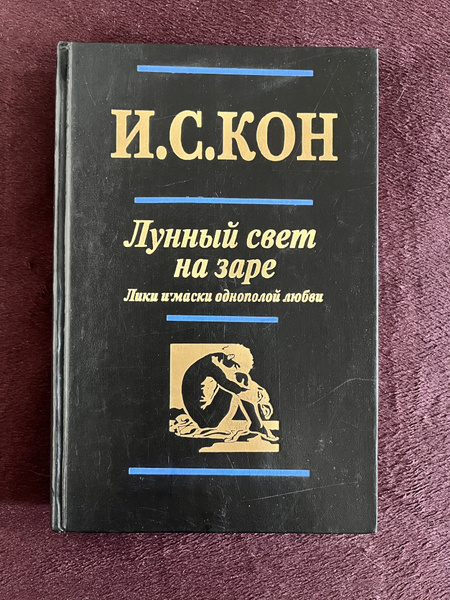 И.С.КОН
Лунный свет
на заре
Лики и маски однополой любви